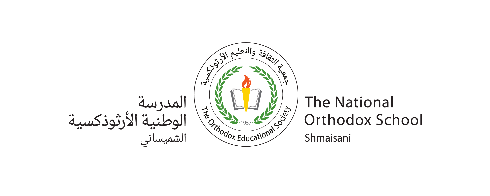 المدرسة
الوطنية الأرثوذكسية
الشميساني
جمعية الثقافة والتعليم الأرثوذكسية
The Orthodox Educational Society
The National
Orthodox School
Shmaisani